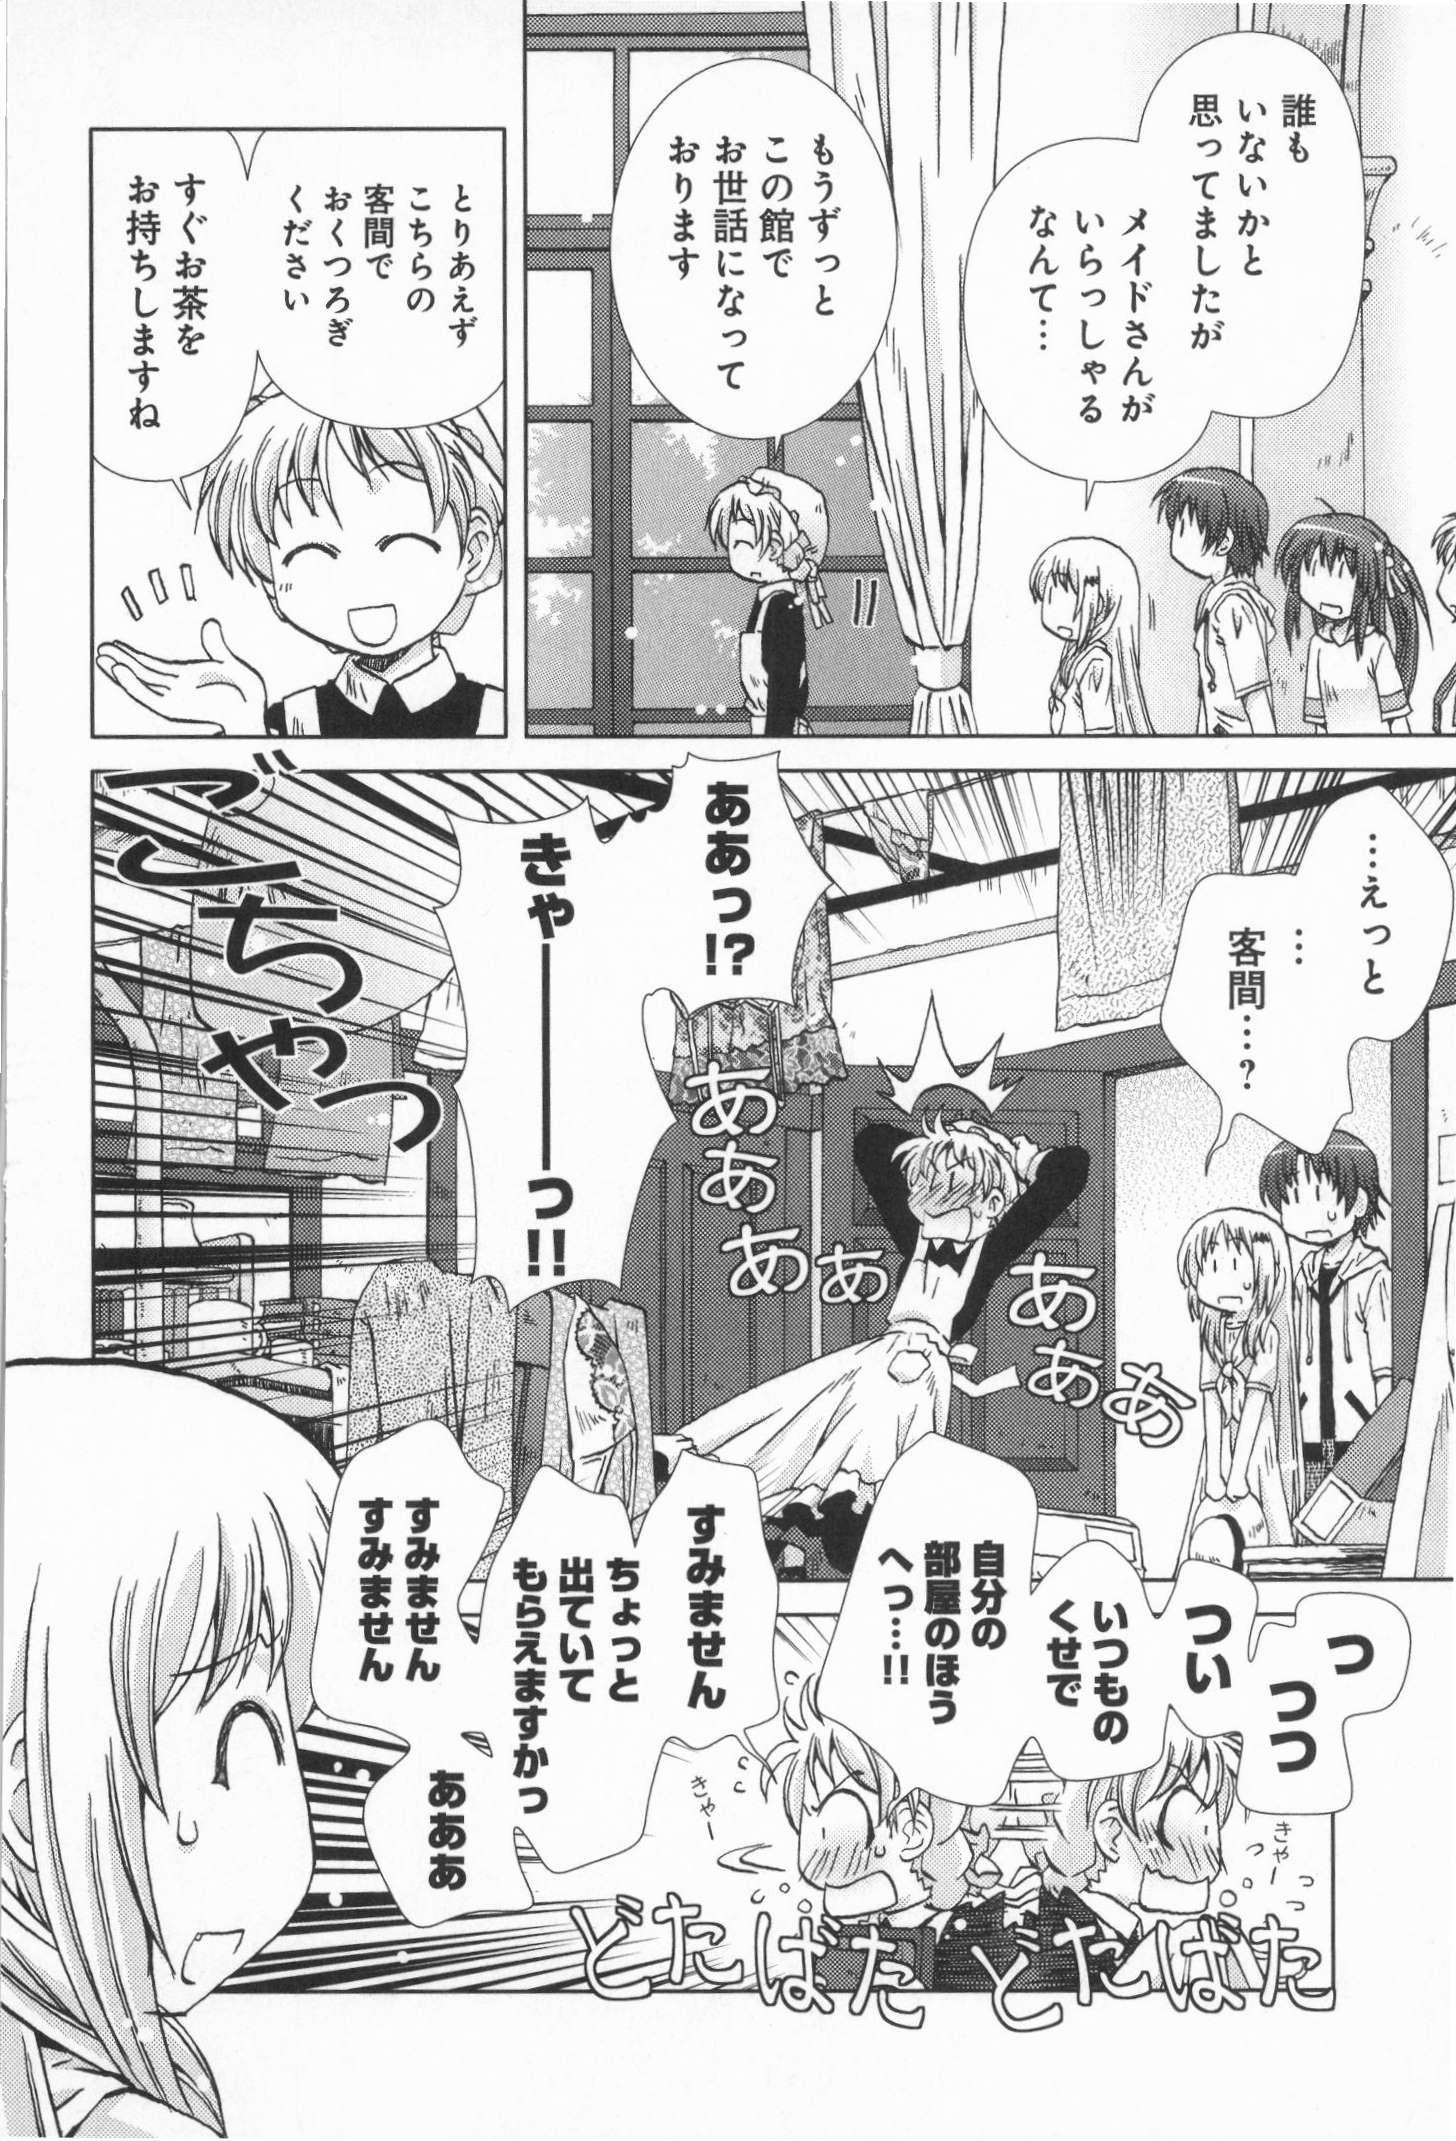 誰も
いないかと
思ってましたが
メイドさんが
いらっしゃる
なんて…
もうずっと
この館で
お世話になって
おります
とりあえず
こちらの
客間で
おくつろぎ
ください
すぐお茶を
お持ちしますね
…えっと
…
客間…?
ああっ!?
きゃ――――っ!!
ごちゃっ
あああああ
ああああ
つ
つつ
つい
いつもの
くせで
自分の
部屋のほう
へっ…!!
すみません
ちょっと
出ていて
もらえますかっ
すみません
すみません
あああ
きゃーっっっ
きゃー
どたばたどたばた